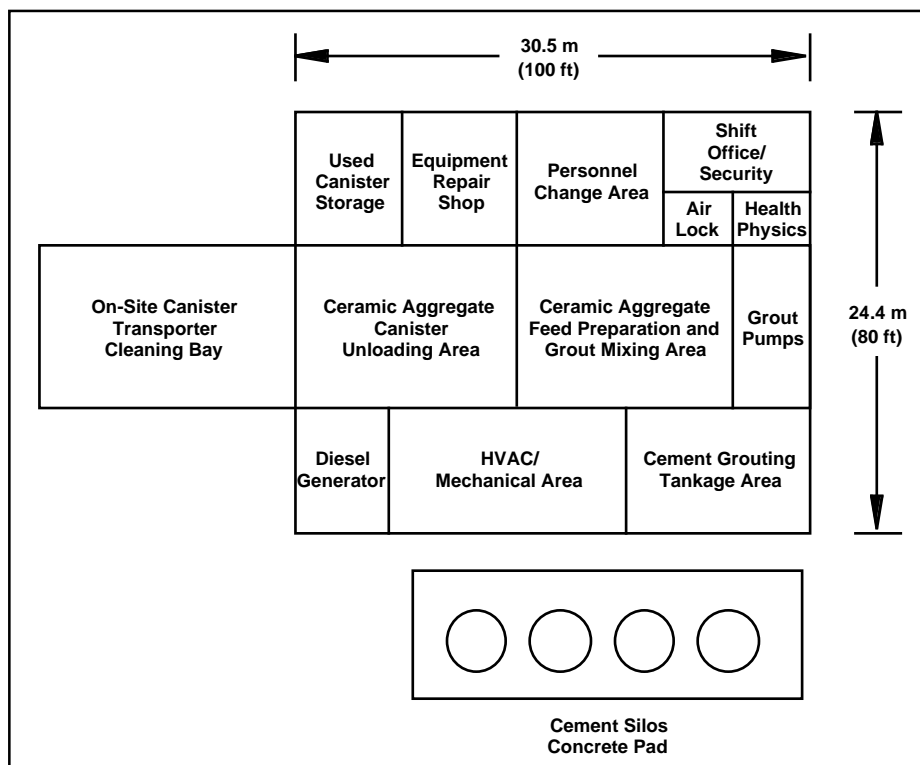 30.5 m
(100 ft)
Used
Canister
Storage
Equipment
Repair
Shop
Personnel
Change Area
Shift
Office/
Security
Air
Lock
Health
Physics
On-Site Canister
Transporter
Cleaning Bay
Ceramic Aggregate
Canister
Unloading Area
Ceramic Aggregate
Feed Preparation and
Grout Mixing Area
Grout
Pumps
24.4 m
(80 ft)
Diesel
Generator
HVAC/
Mechanical Area
Cement Grouting
Tankage Area
Cement Silos
Concrete Pad